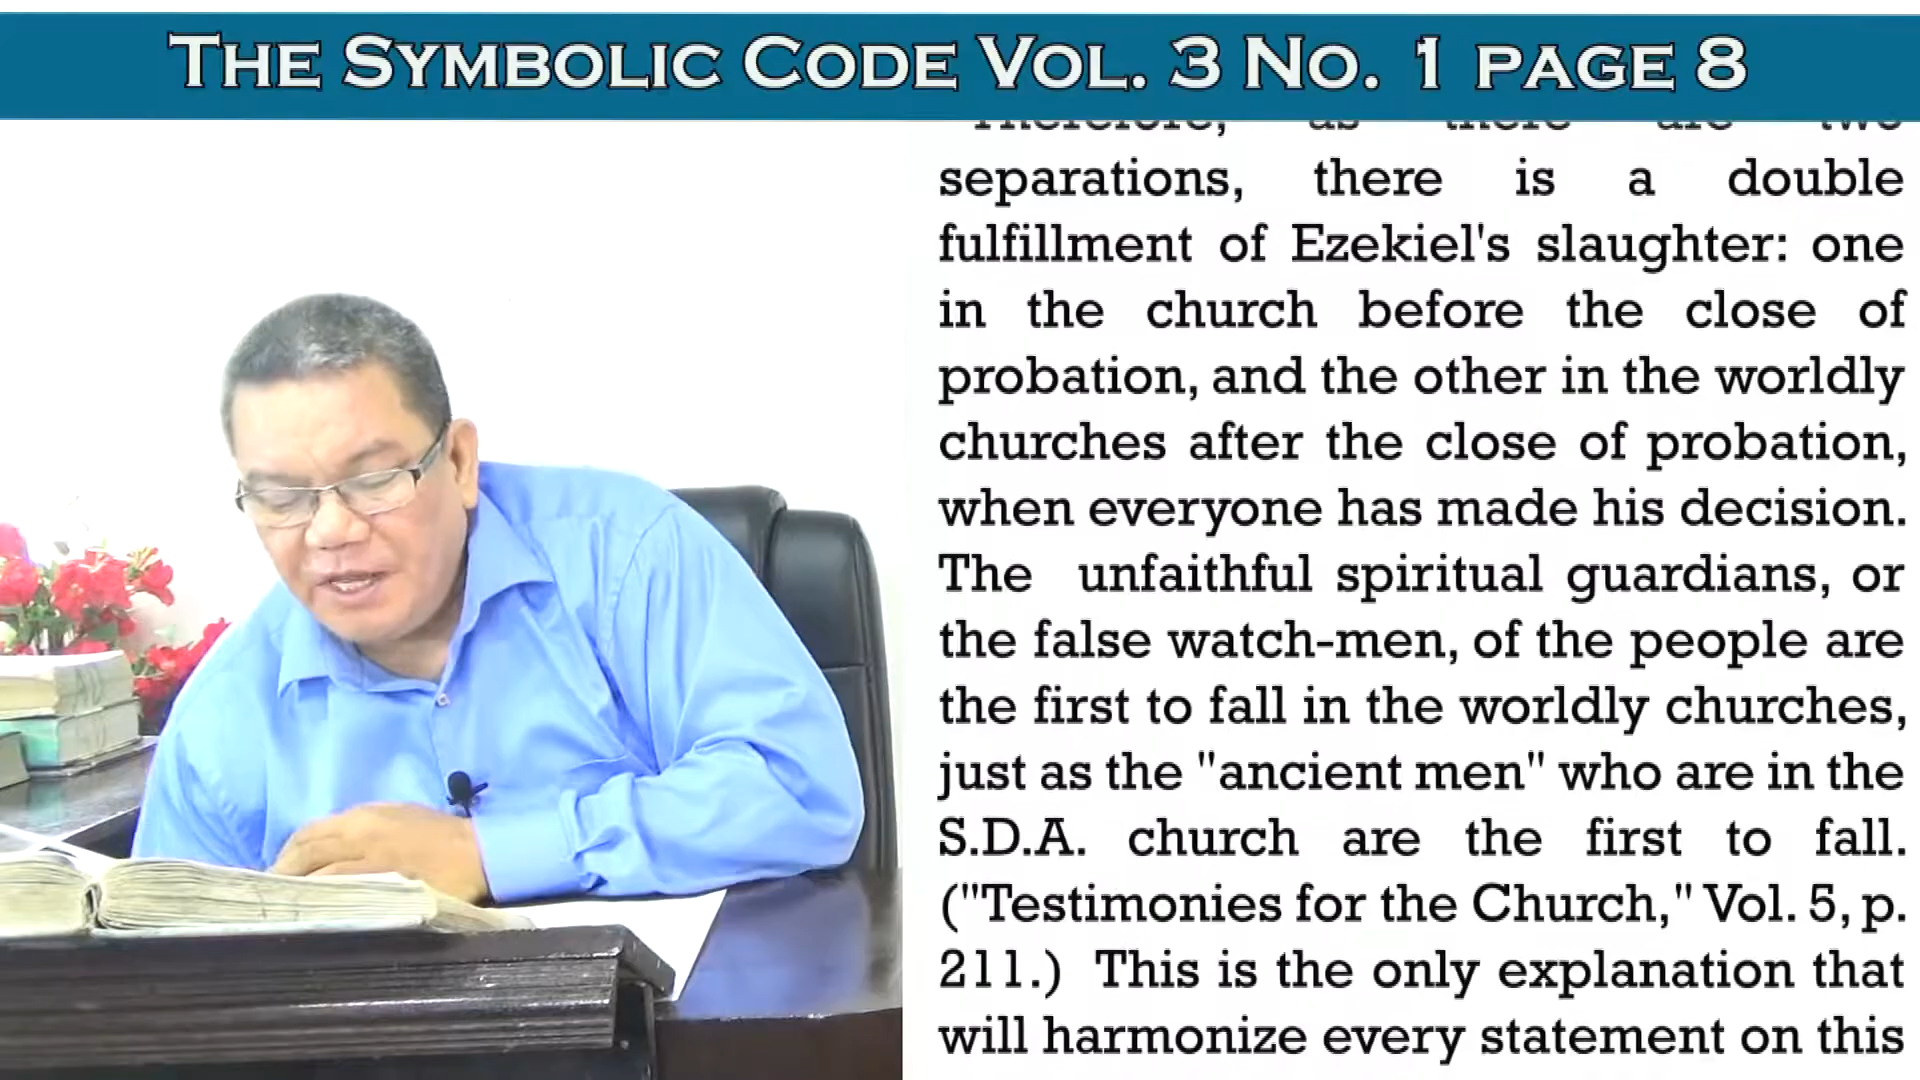 THE SYMBOLIC CODE VOL. 3 NO. 1 PAGE 8
Therefore, as there are two
separations, there is a double
fulfillment of Ezekiel's slaughter: one
in the church before the close of
probation, and the other in the worldly
churches after the close of probation,
when everyone has made his decision.
The unfaithful spiritual guardians, or
the false watch-men, of the people are
the first to fall in the worldly churches,
just as the "ancient men" who are in the
S.D.A. church are the first to fall.
("Testimonies for the Church," Vol. 5, p.
211.) This is the only explanation that
will harmonize every statement on this